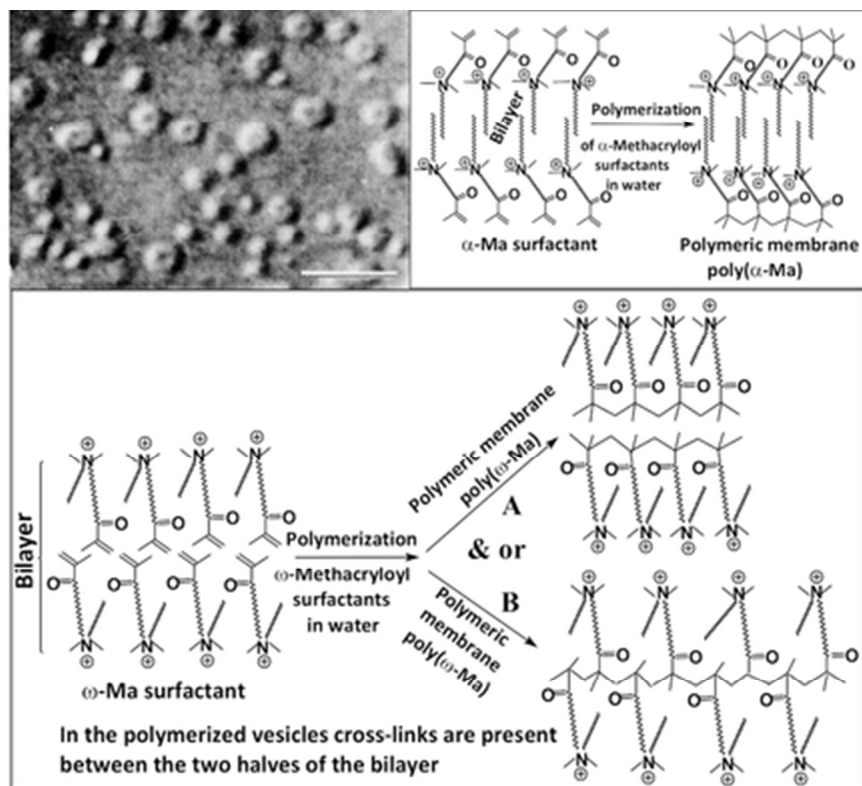 Bilayer
Polymerization
of α-Methacryloyl
surfactants
in water
α-Ma surfactant
Polymeric membrane
poly(α-Ma)
O O O O
N⊕ N⊕ N⊕ N⊕
Bilayer
ω-Ma surfactant
Polymerization
ω-Methacryloyl
surfactants
in water
Polymeric membrane
poly(ω-Ma)
A
& or
B
Polymeric
membrane
poly(ω-Ma)
In the polymerized vesicles cross-links are present
between the two halves of the bilayer